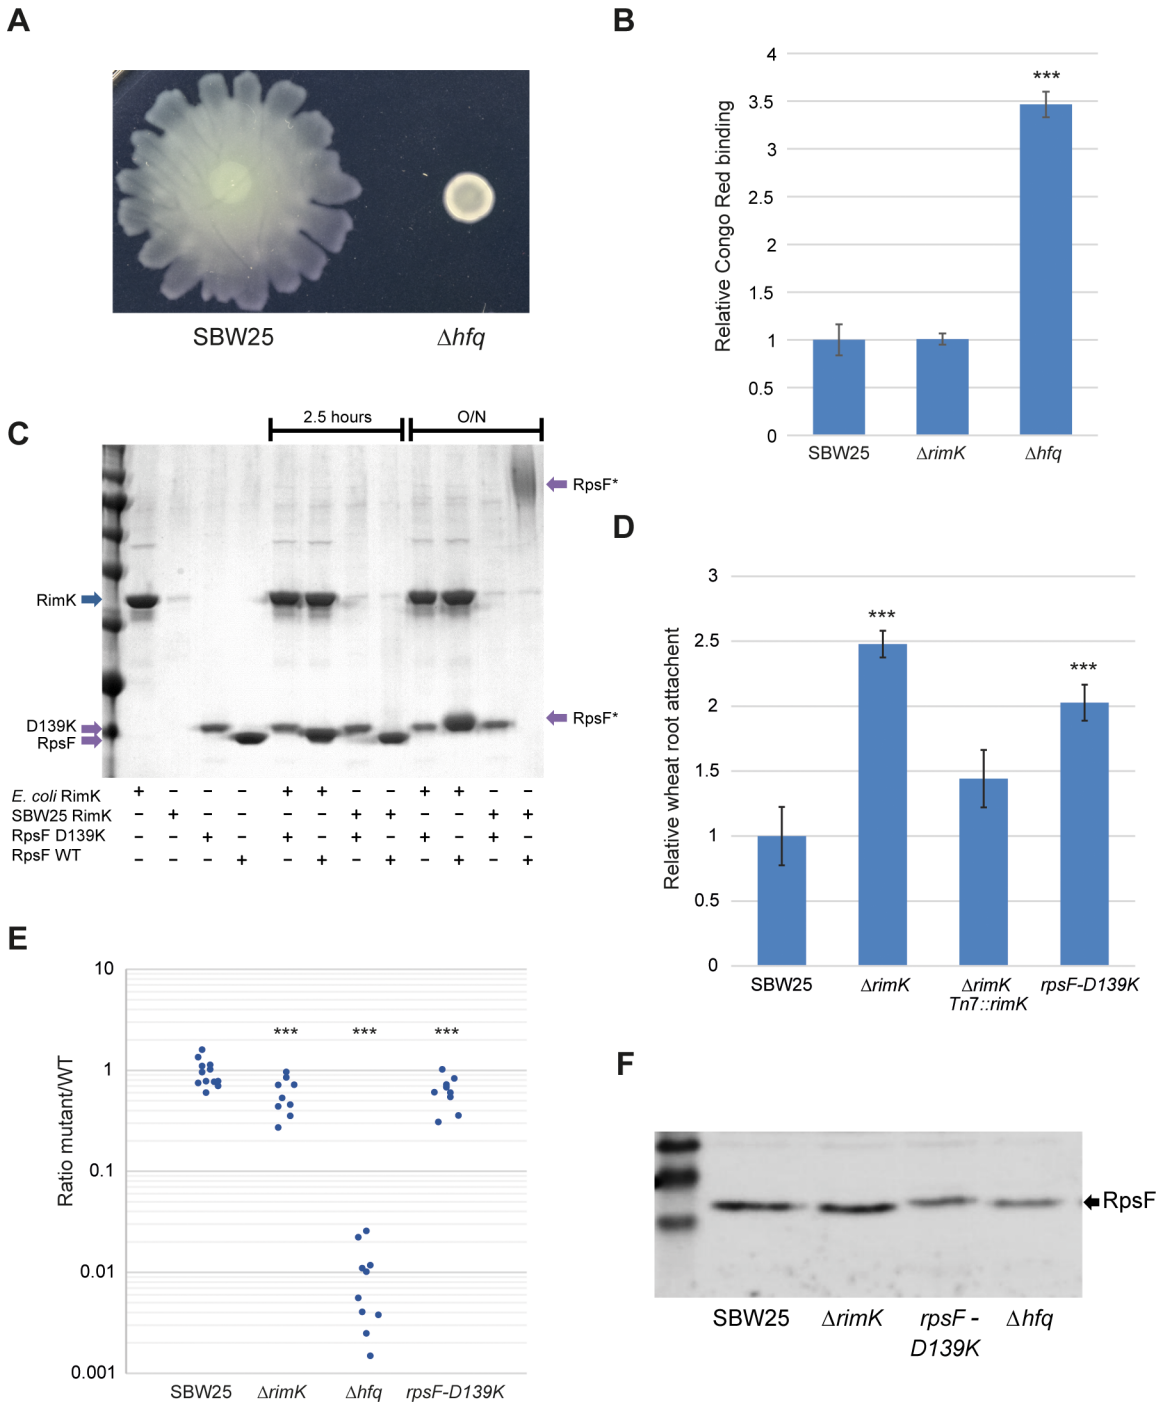 A
SBW25 Δhfq
B
Relative Congo Red binding
4
3.5
3
2.5
2
1.5
1
0.5
0
***
SBW25 ΔrimK Δhfq
C
2.5 hours O/N
RpsF*
RimK
RpsF*
D139K
RpsF
E. coli RimK + − − − + + − − + + − −
SBW25 RimK − + − − − − + + − − + +
RpsF D139K − − + − + − + − + − + −
RpsF WT − − − + − + − + − + − +
D
Relative wheat root attachent
3
2.5
2
1.5
1
0.5
0
*** ***
SBW25 ΔrimK ΔrimK rpsF-D139K
Tn7::rimK
E
Ratio mutant/WT
10
1
0.1
0.01
0.001
*** *** ***
SBW25 ΔrimK Δhfq rpsF-D139K
F
RpsF
SBW25 ΔrimK rpsF - Δhfq
D139K